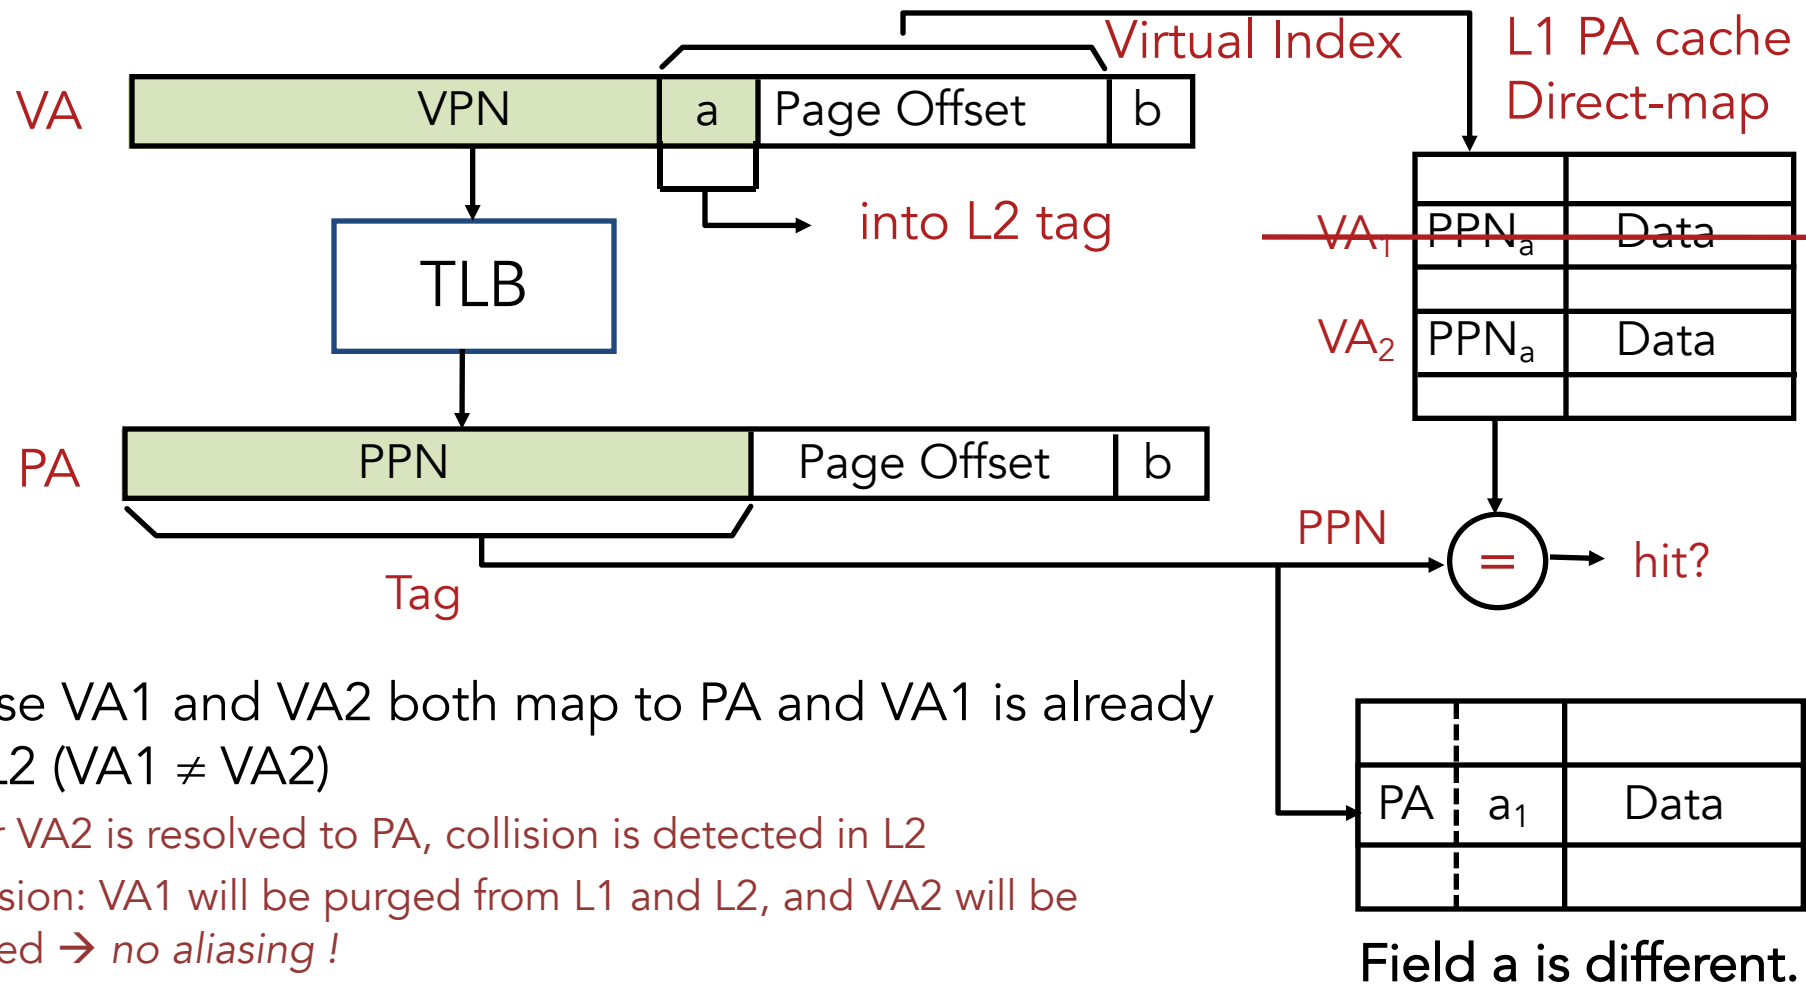 Virtual Index
L1 PA cache
Direct-map
VA
VPN
a
Page Offset
b
into L2 tag
VA1
PPNa
Data
TLB
VA2
PPNa
Data
PA
PPN
Page Offset
b
PPN
=
hit?
Tag
se VA1 and VA2 both map to PA and VA1 is already
L2 (VA1 ≠ VA2)
r VA2 is resolved to PA, collision is detected in L2
sion: VA1 will be purged from L1 and L2, and VA2 will be
ed → no aliasing !
PA
a1
Data
Field a is different.